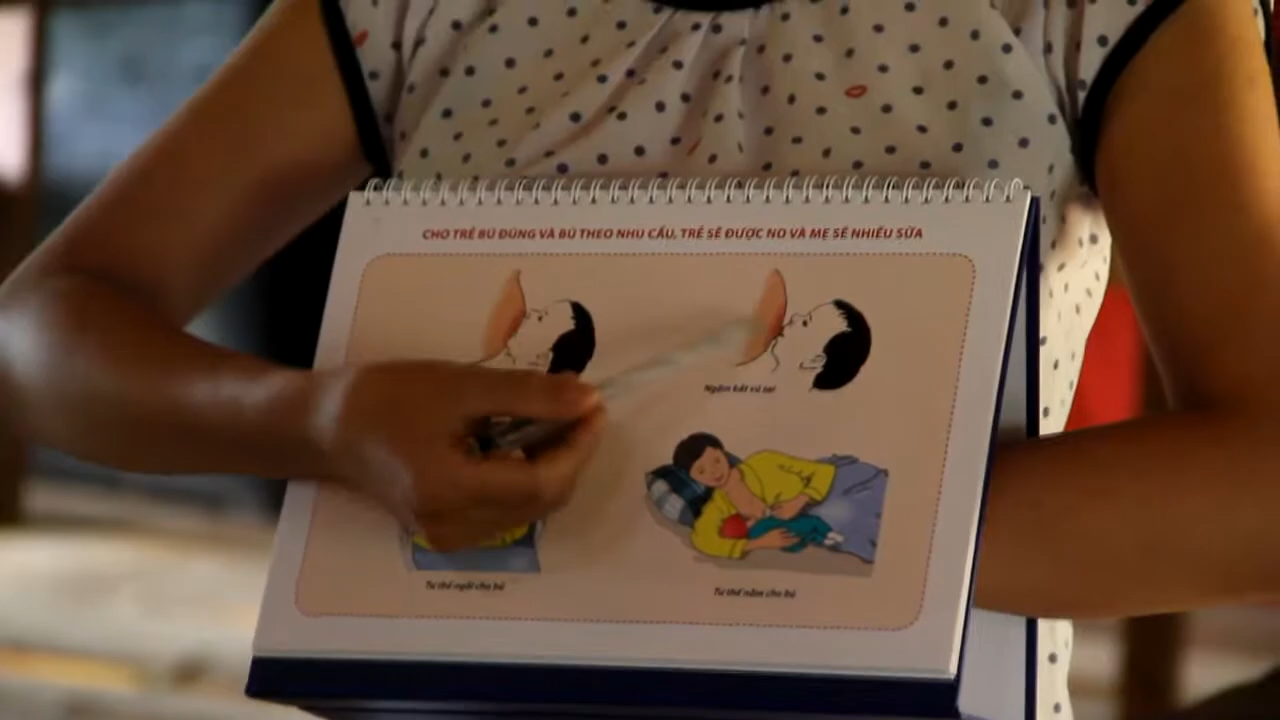 CHO TRẺ BÚ ĐÚNG VÀ BÚ THEO NHU CẦU, TRẺ SẼ ĐƯỢC NO VÀ MẸ SẼ NHIỀU SỮA
Ngậm bắt vú sai
Tư thế ngồi cho bú
Tư thế nằm cho bú